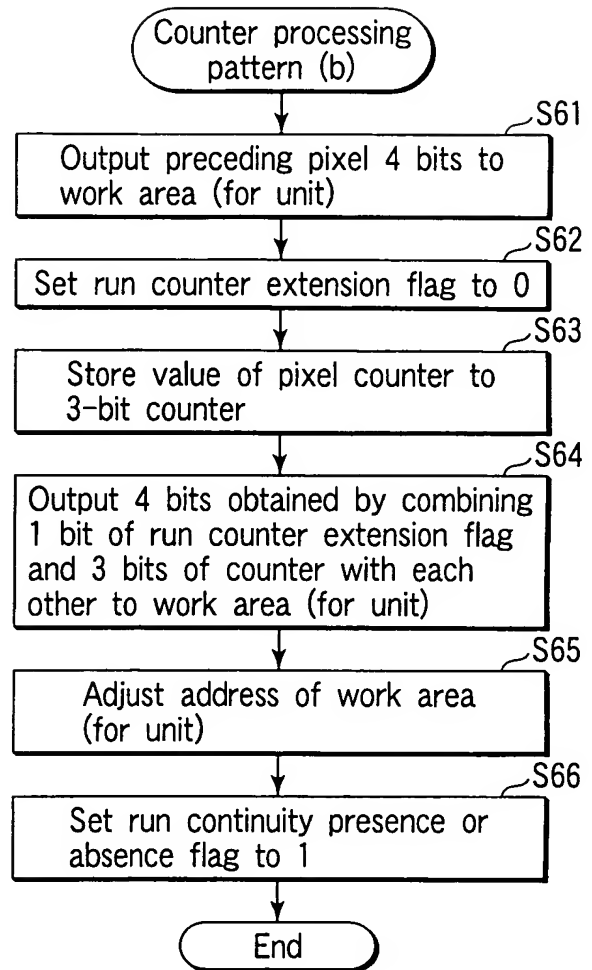 Counter processing
pattern (b)
S61
Output preceding pixel 4 bits to
work area (for unit)
S62
Set run counter extension flag to 0
S63
Store value of pixel counter to
3-bit counter
S64
Output 4 bits obtained by combining
1 bit of run counter extension flag
and 3 bits of counter with each
other to work area (for unit)
S65
Adjust address of work area
(for unit)
S66
Set run continuity presence or
absence flag to 1
End